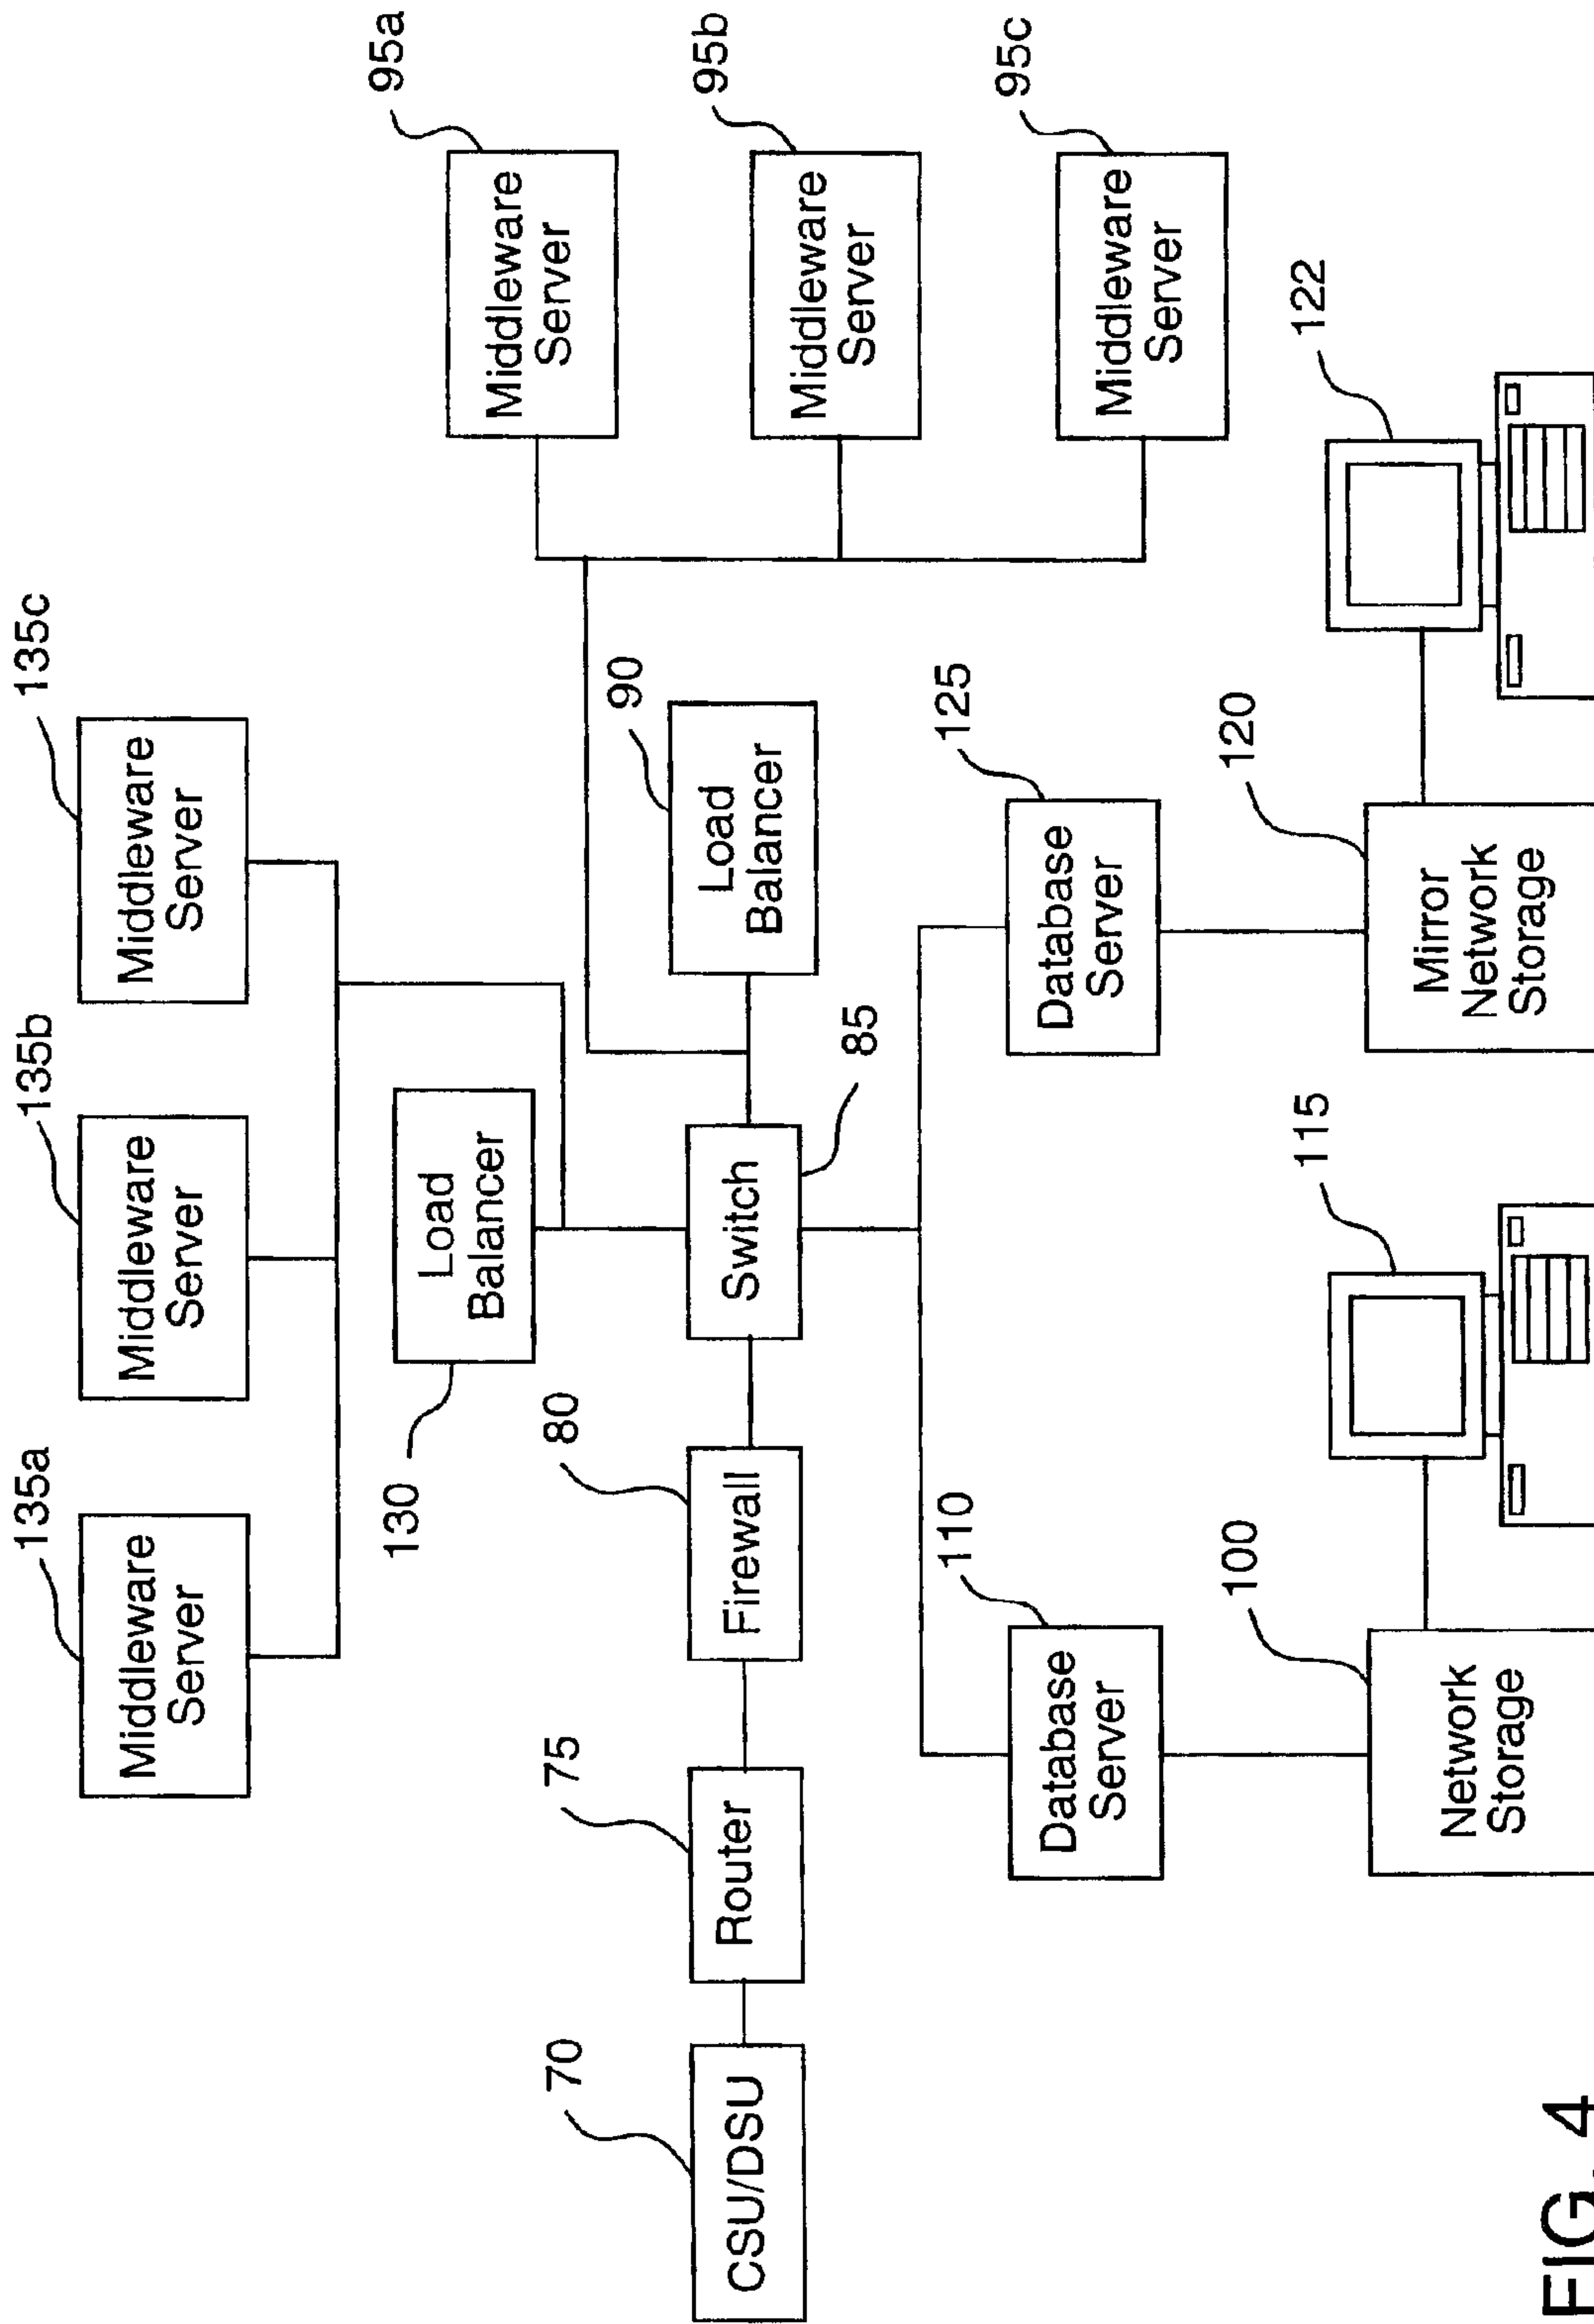 135a
135b
135c
Middleware
Server
Middleware
Server
Middleware
Server
95a
Middleware
Server
95b
Middleware
Server
95c
Middleware
Server
130
Load
Balancer
90
Load
Balancer
70
CSU/DSU
75
Router
80
Firewall
85
Switch
110
Database
Server
125
Database
Server
100
Network
Storage
115
120
Mirror
Network
Storage
122
FIG. 4